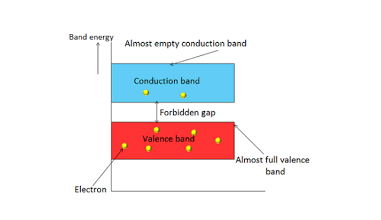 Band energy
Almost empty conduction band
Conduction band
Forbidden gap
Valence band
Almost full valence
band
Electron